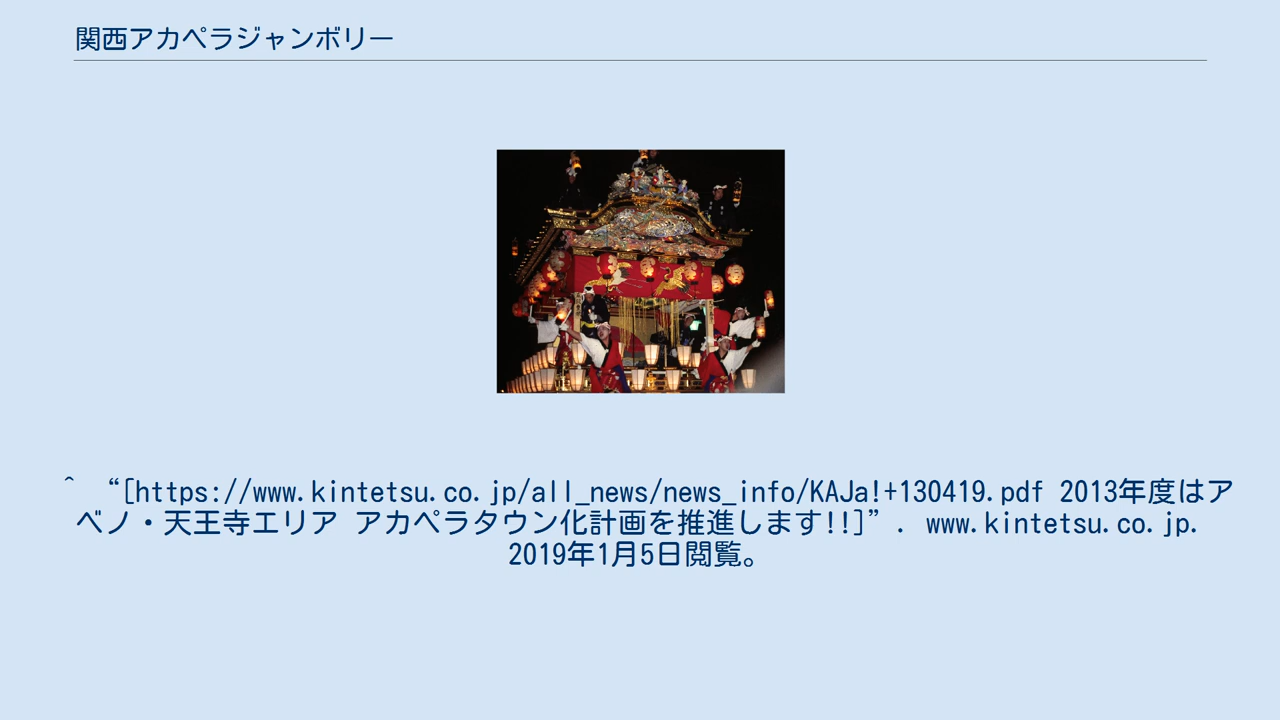 関西アカペラジャンボリー
^ “[https://www.kintetsu.co.jp/all_news/news_info/KAJa!+130419.pdf 2013年度はア
ベノ・天王寺エリア アカペラタウン化計画を推進します!!]”. www.kintetsu.co.jp.
2019年1月5日閲覧。